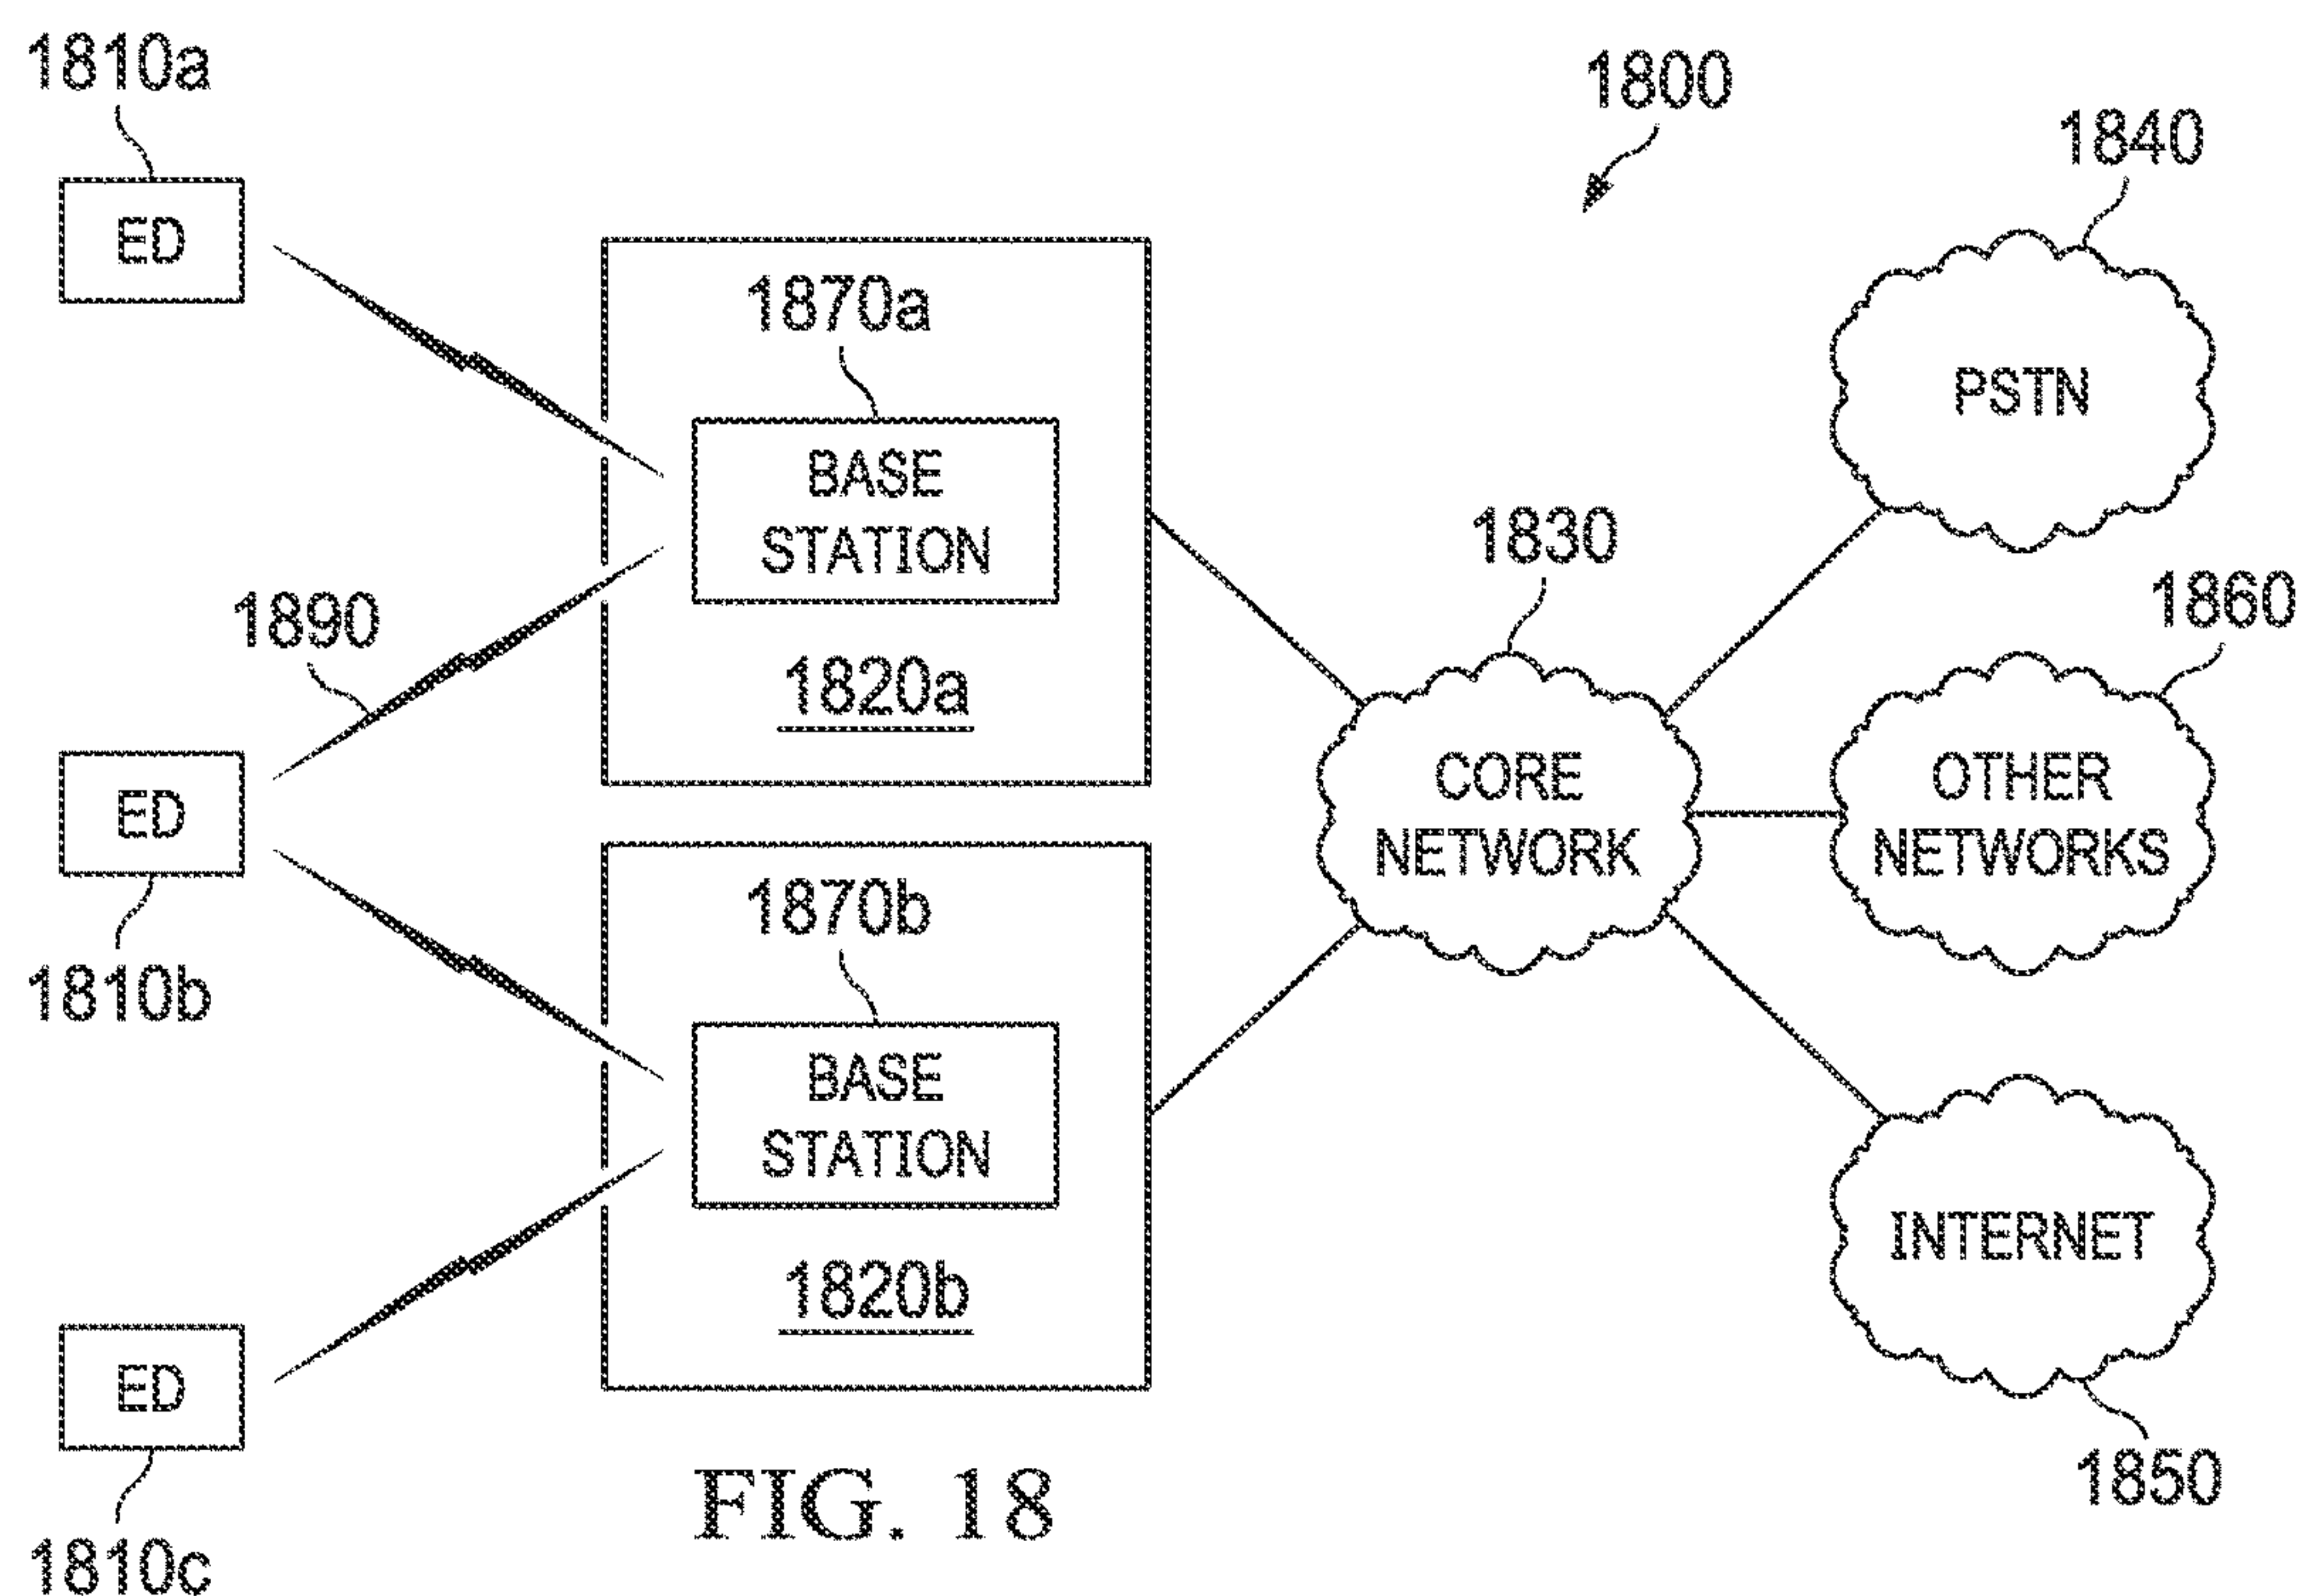 1810a
1800
1840
ED
1870a
PSTN
BASE
STATION
1830
1860
1890
1820a
CORE
NETWORK
OTHER
NETWORKS
ED
1870b
1810b
BASE
STATION
INTERNET
1820b
ED
1850
FIG. 18
1810c